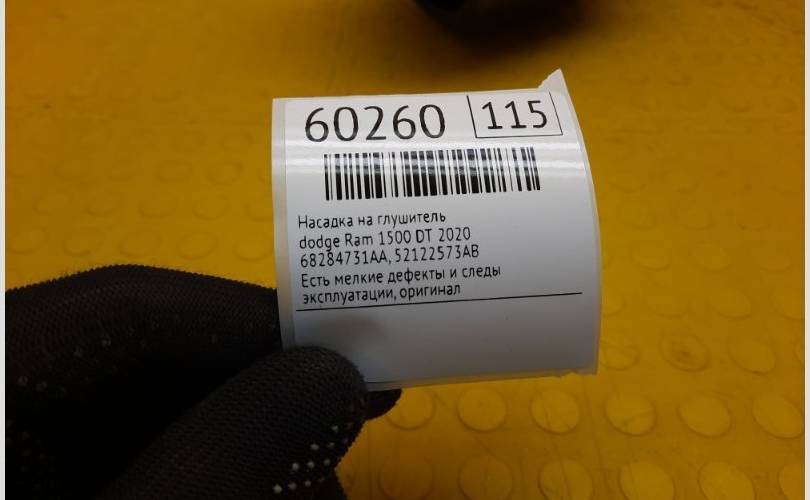 60260 115
Насадка на глушитель
dodge Ram 1500 DT 2020
68284731AA, 52122573AB
Есть мелкие дефекты и следы
эксплуатации, оригинал